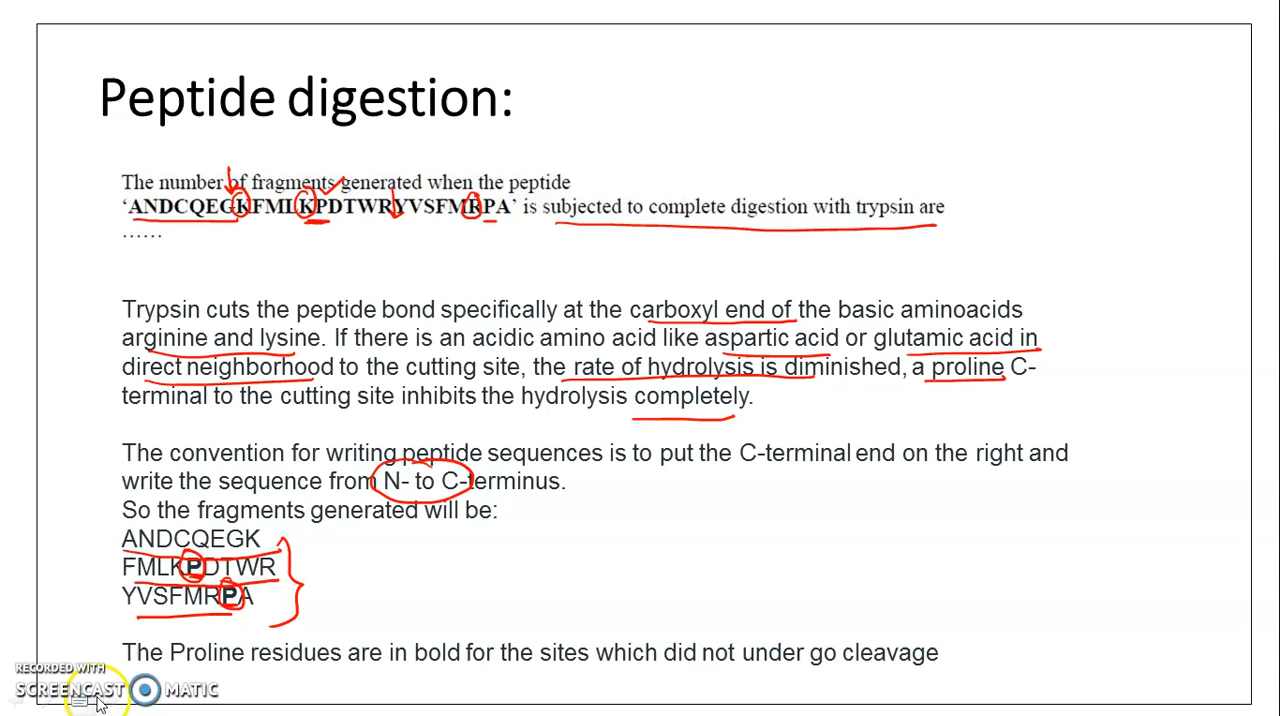 Peptide digestion:
The number of fragments generated when the peptide
‘ANDCQEGKFMLKPDTWRYVSFMRPA’ is subjected to complete digestion with trypsin are
......
Trypsin cuts the peptide bond specifically at the carboxyl end of the basic aminoacids
arginine and lysine. If there is an acidic amino acid like aspartic acid or glutamic acid in
direct neighborhood to the cutting site, the rate of hydrolysis is diminished, a proline C-
terminal to the cutting site inhibits the hydrolysis completely.
The convention for writing peptide sequences is to put the C-terminal end on the right and
write the sequence from N- to C-terminus.
So the fragments generated will be:
ANDCQEGK
FMLKPDTWR
YVSFMRPA
The Proline residues are in bold for the sites which did not under go cleavage
RECORDED WITH
SCREENCAST MATIC